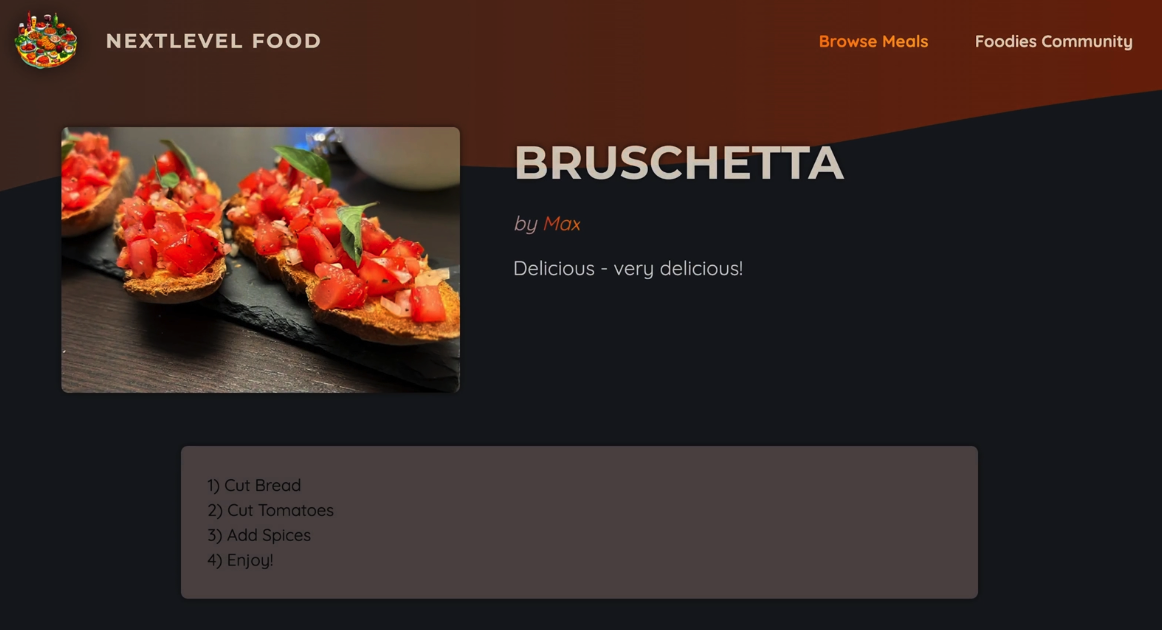 NEXTLEVEL FOOD
Browse Meals
Foodies Community
BRUSCHETTA
by Max
Delicious - very delicious!
1) Cut Bread
2) Cut Tomatoes
3) Add Spices
4) Enjoy!